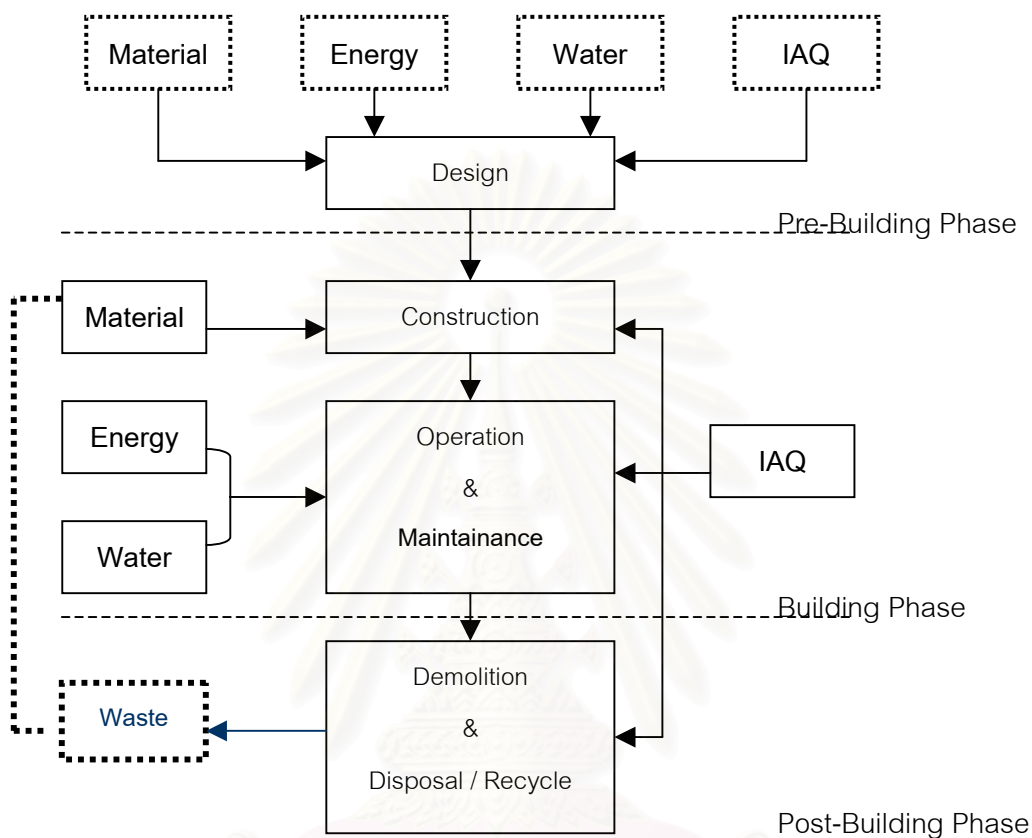 Material
Energy
Water
IAQ
Design
Pre-Building Phase
Material
Construction
Energy
Operation
&
Maintainance
IAQ
Water
Building Phase
Waste
Demolition
&
Disposal / Recycle
Post-Building Phase